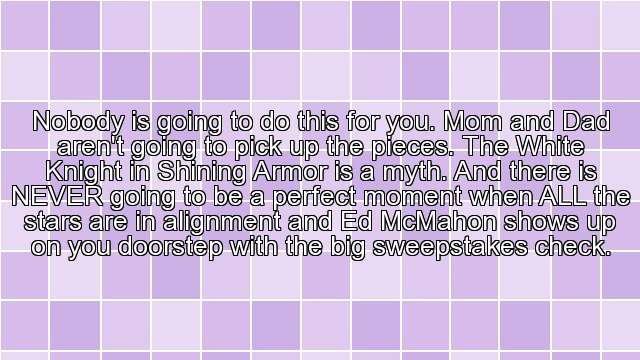 Nobody is going to do this for you. Mom and Dad
aren't going to pick up the pieces. The White
Knight in Shining Armor is a myth. And there is
NEVER going to be a perfect moment when ALL the
stars are in alignment and Ed McMahon shows up
on you doorstep with the big sweepstakes check.